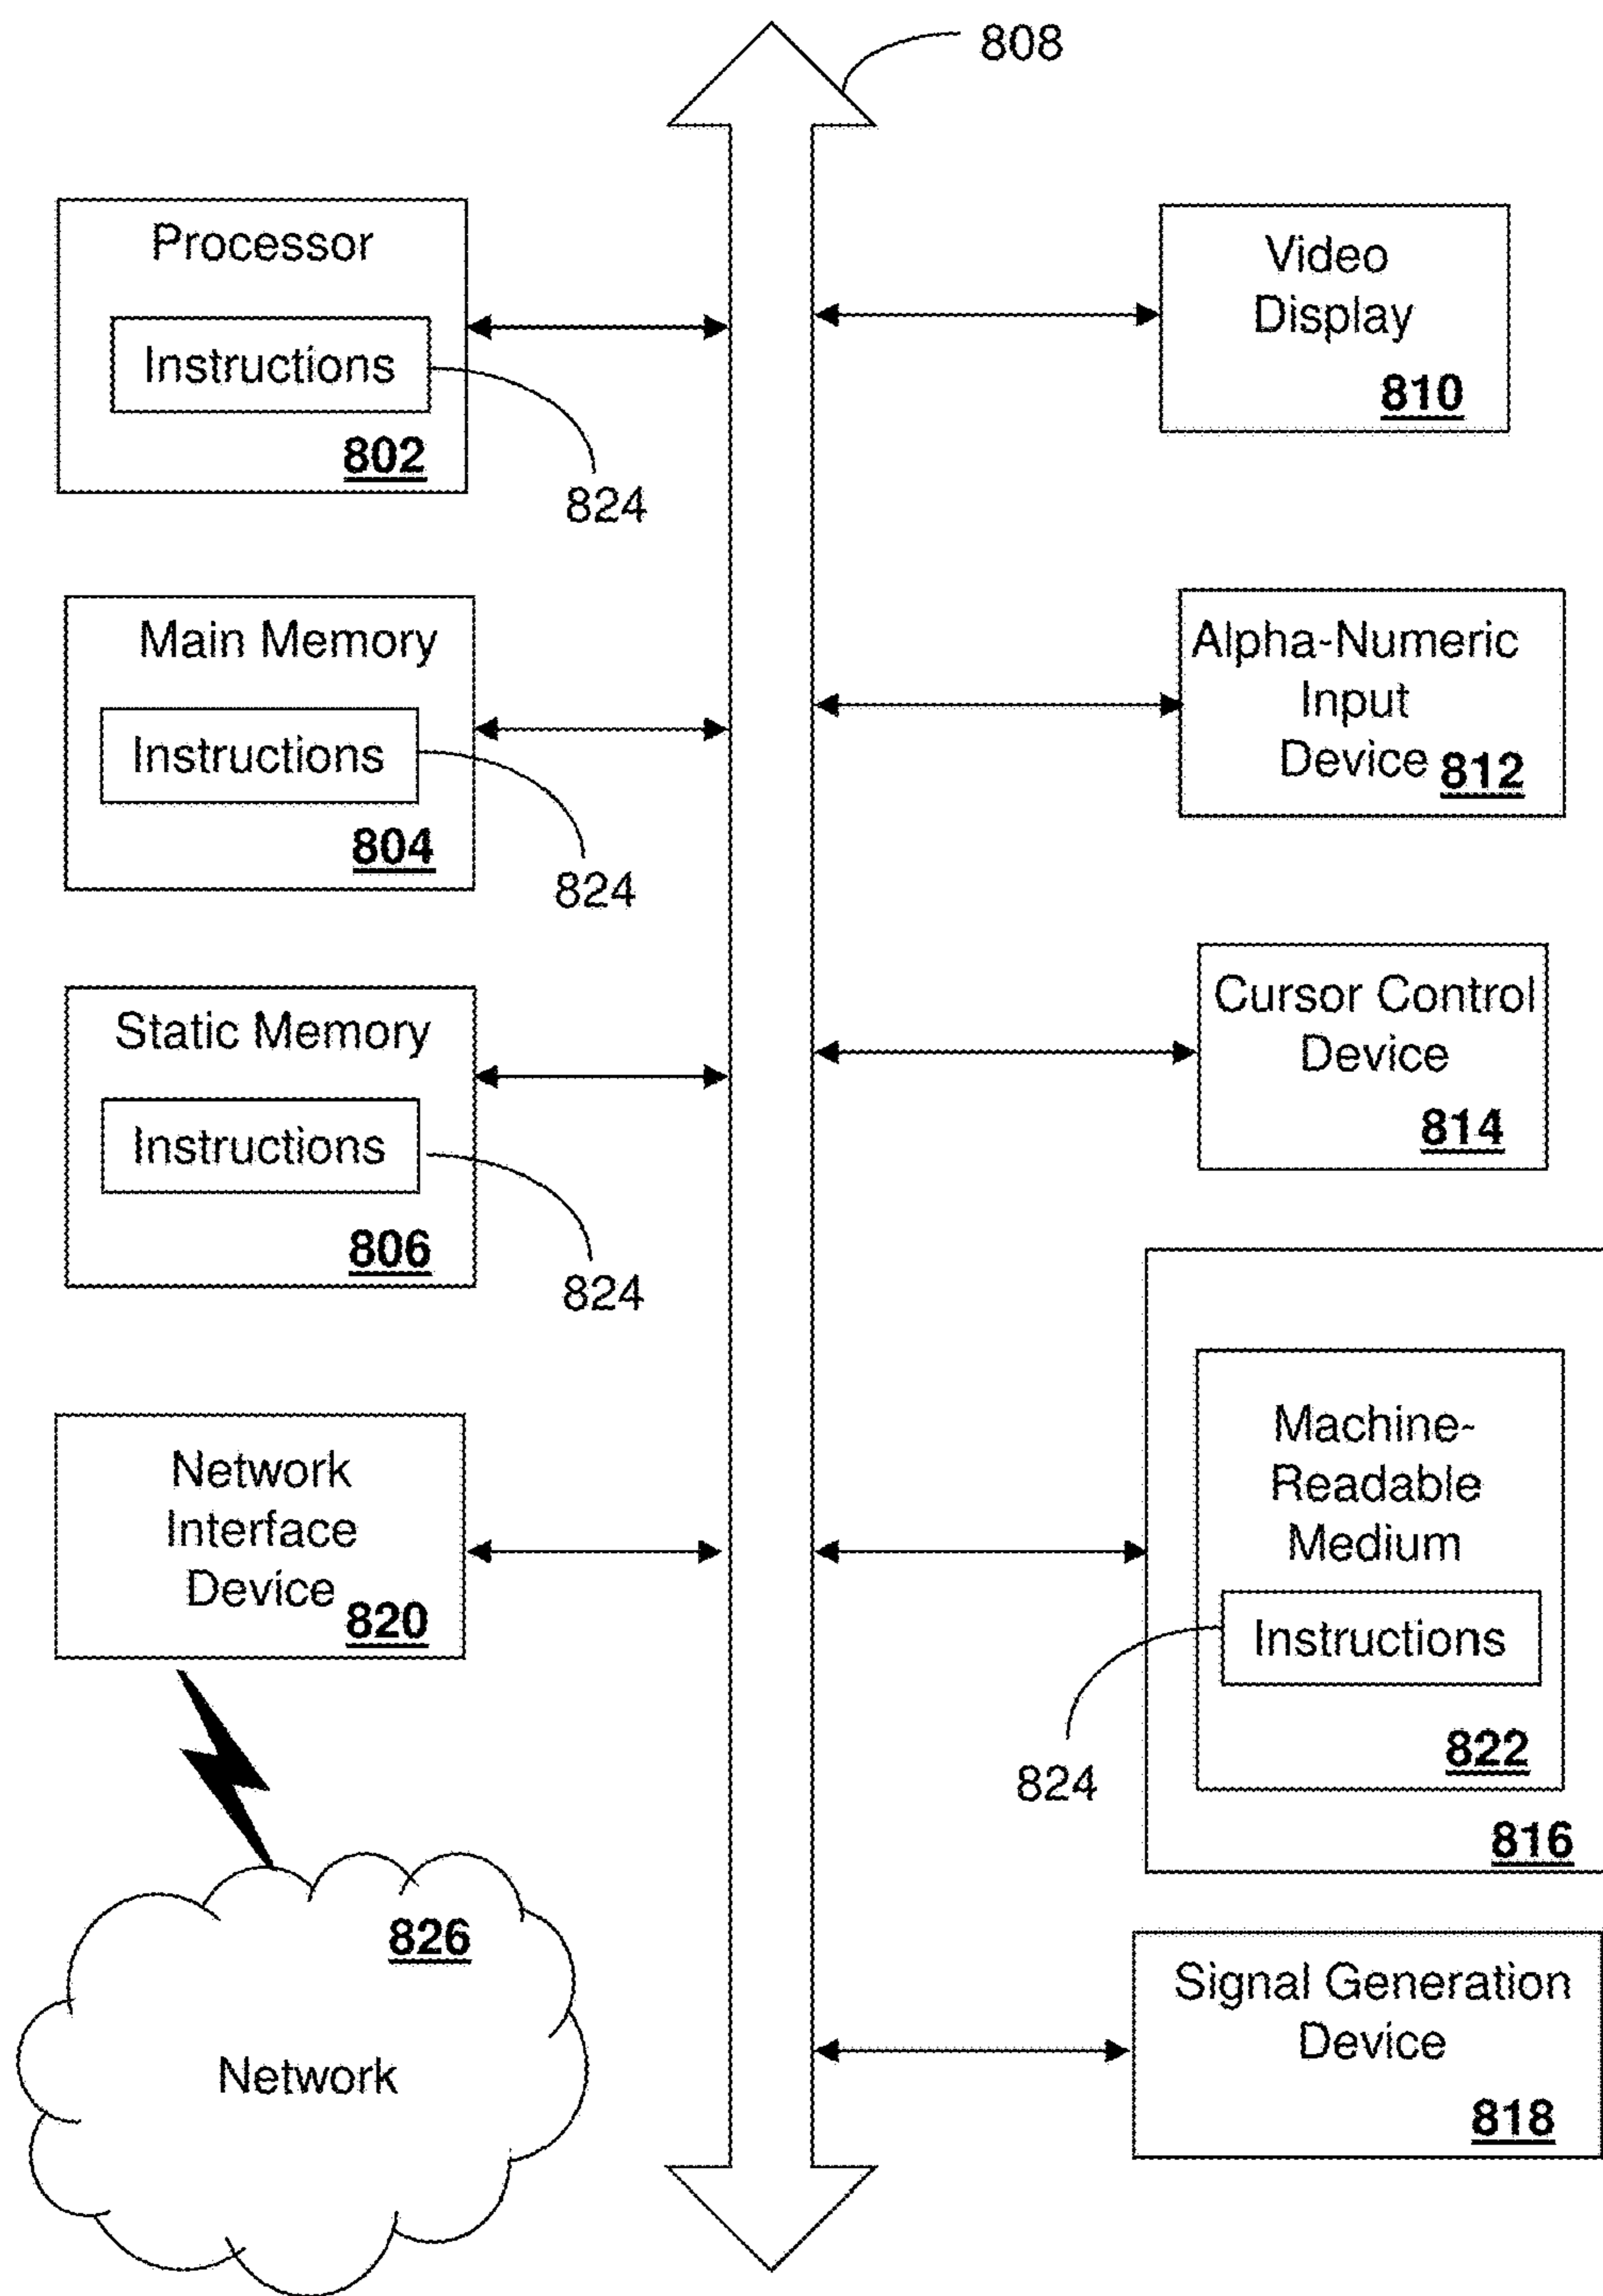 808
Processor
Instructions
802
824
Main Memory
Instructions
804
824
Static Memory
Instructions
806
824
Network
Interface
Device
820
826
Network
Video
Display
810
Alpha-Numeric
Input
Device
812
Cursor Control
Device
814
Machine-
Readable
Medium
Instructions
822
824
816
Signal Generation
Device
818